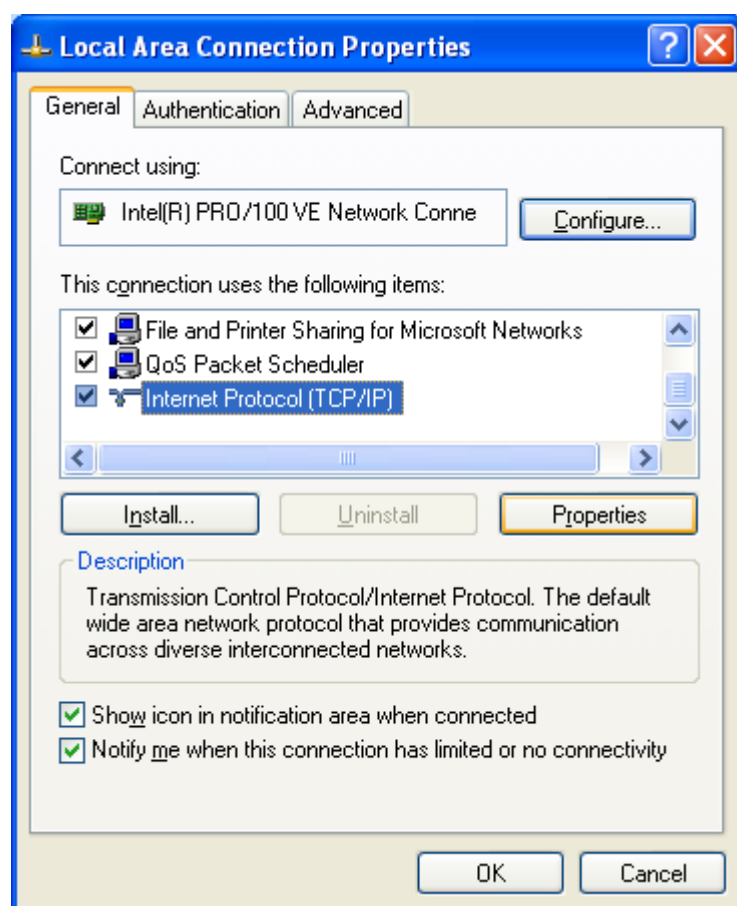 Local Area Connection Properties
General Authentication Advanced
Connect using:
Intel(R) PRO/100 VE Network Conne
Configure...
This connection uses the following items:
File and Printer Sharing for Microsoft Networks
QoS Packet Scheduler
Internet Protocol (TCP/IP)
Install... Uninstall Properties
Description
Transmission Control Protocol/Internet Protocol. The default
wide area network protocol that provides communication
across diverse interconnected networks.
Show icon in notification area when connected
Notify me when this connection has limited or no connectivity
OK Cancel